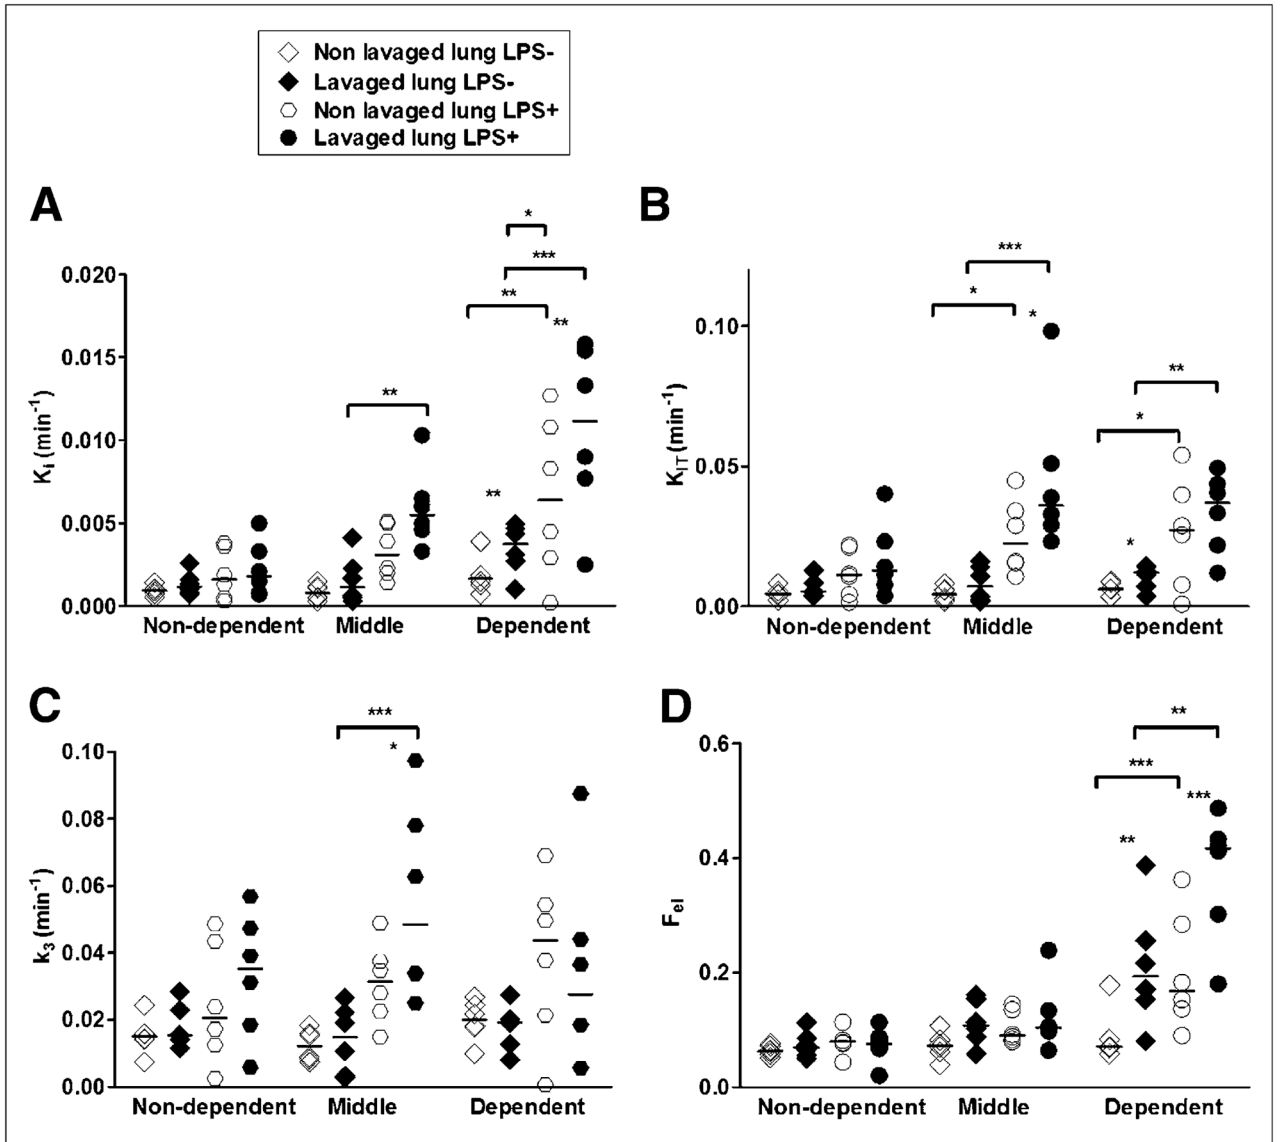 Non lavaged lung LPS-
Lavaged lung LPS-
Non lavaged lung LPS+
Lavaged lung LPS+
A
*
***
**
**
**
**
0.020
0.015
0.010
0.005
0.000
Ki (min-1)
Non-dependent Middle Dependent
B
***
*
*
**
*
*
0.10
0.05
0.00
KiT (min-1)
Non-dependent Middle Dependent
C
***
*
0.10
0.08
0.06
0.04
0.02
0.00
k3 (min-1)
Non-dependent Middle Dependent
D
**
***
***
**
0.6
0.4
0.2
0.0
Fei
Non-dependent Middle Dependent